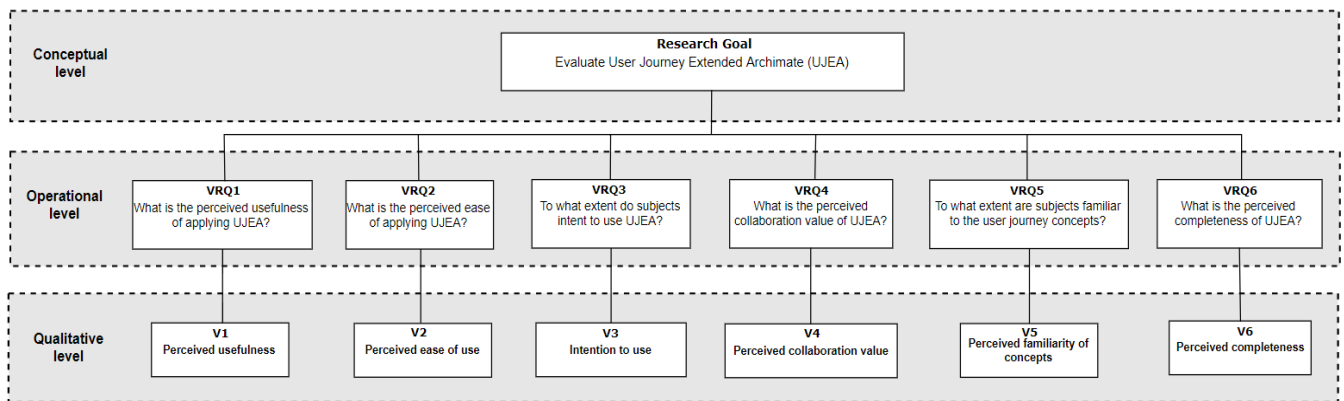 Conceptual
level
Research Goal
Evaluate User Journey Extended Archimate (UJEA)
Operational
level
VRQ1
What is the perceived usefulness
of applying UJEA?
VRQ2
What is the perceived ease
of applying UJEA?
VRQ3
To what extent do subjects
intent to use UJEA?
VRQ4
What is the perceived
collaboration value of UJEA?
VRQ5
To what extent are subjects familiar
to the user journey concepts?
VRQ6
What is the perceived
completeness of UJEA?
Qualitative
level
V1
Perceived usefulness
V2
Perceived ease of use
V3
Intention to use
V4
Perceived collaboration value
V5
Perceived familiarity of
concepts
V6
Perceived completeness